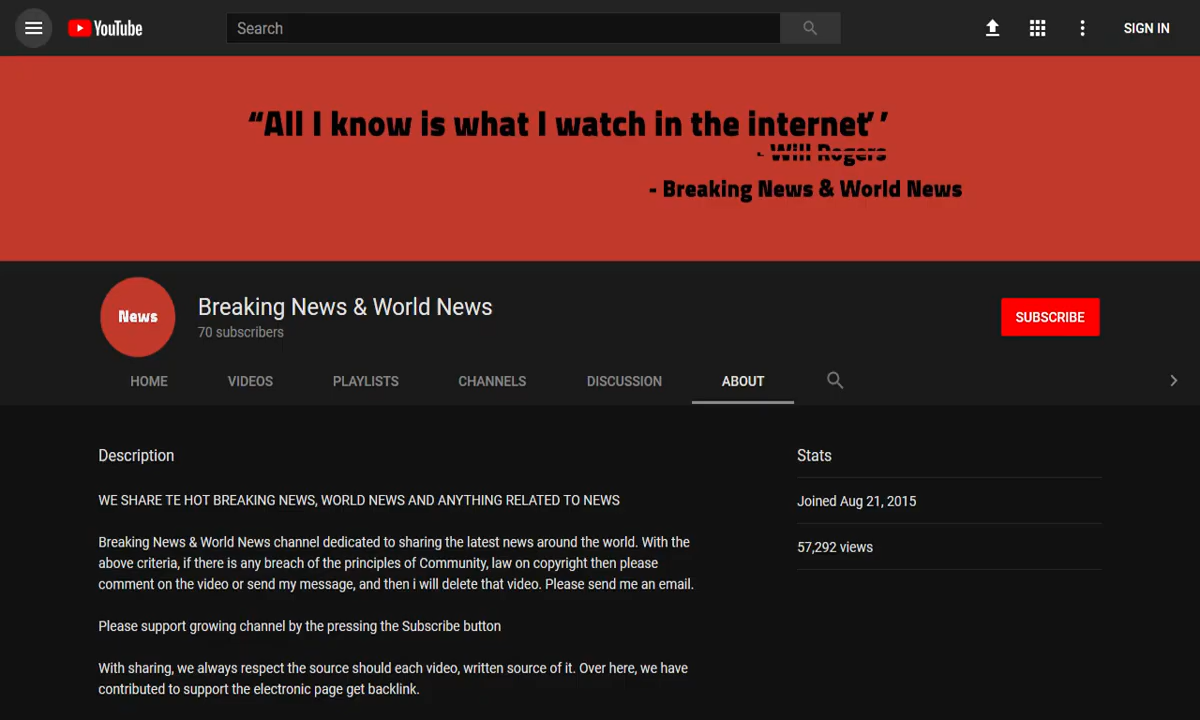 YouTube
Search
SIGN IN
“All I know is what I watch in the internet’’
- Will Rogers
- Breaking News & World News
News
Breaking News & World News
70 subscribers
SUBSCRIBE
HOME VIDEOS PLAYLISTS CHANNELS DISCUSSION ABOUT
Description
WE SHARE TE HOT BREAKING NEWS, WORLD NEWS AND ANYTHING RELATED TO NEWS
Breaking News & World News channel dedicated to sharing the latest news around the world. With the
above criteria, if there is any breach of the principles of Community, law on copyright then please
comment on the video or send my message, and then i will delete that video. Please send me an email.
Please support growing channel by the pressing the Subscribe button
With sharing, we always respect the source should each video, written source of it. Over here, we have
contributed to support the electronic page get backlink.
Stats
Joined Aug 21, 2015
57,292 views